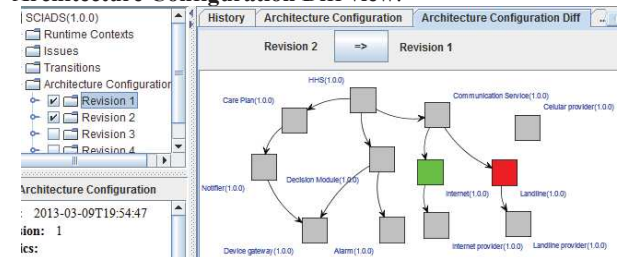 Architecture Configuration Diff view.
SCIADS(1.0.0)
Runtime Contexts
Issues
Transitions
Architecture Configuration
Revision 1
Revision 2
Revision 3
Revision 4
Architecture Configuration
: 2013-03-09T19:54:47
sion: 1
ics:
History Architecture Configuration Architecture Configuration Diff ..
Revision 2 => Revision 1
HHS(1.0.0)
Care Plan(1.0.0)
Communication Service(1.0.0)
Celular provider(1.0.0)
Notifier(1.0.0)
Decision Module(1.0.0)
Internet(1.0.0)
Landline(1.0.0)
Device gateway(1.0.0)
Alarm(1.0.0)
Internet provider(1.0.0)
Landline provider(1.0.0)